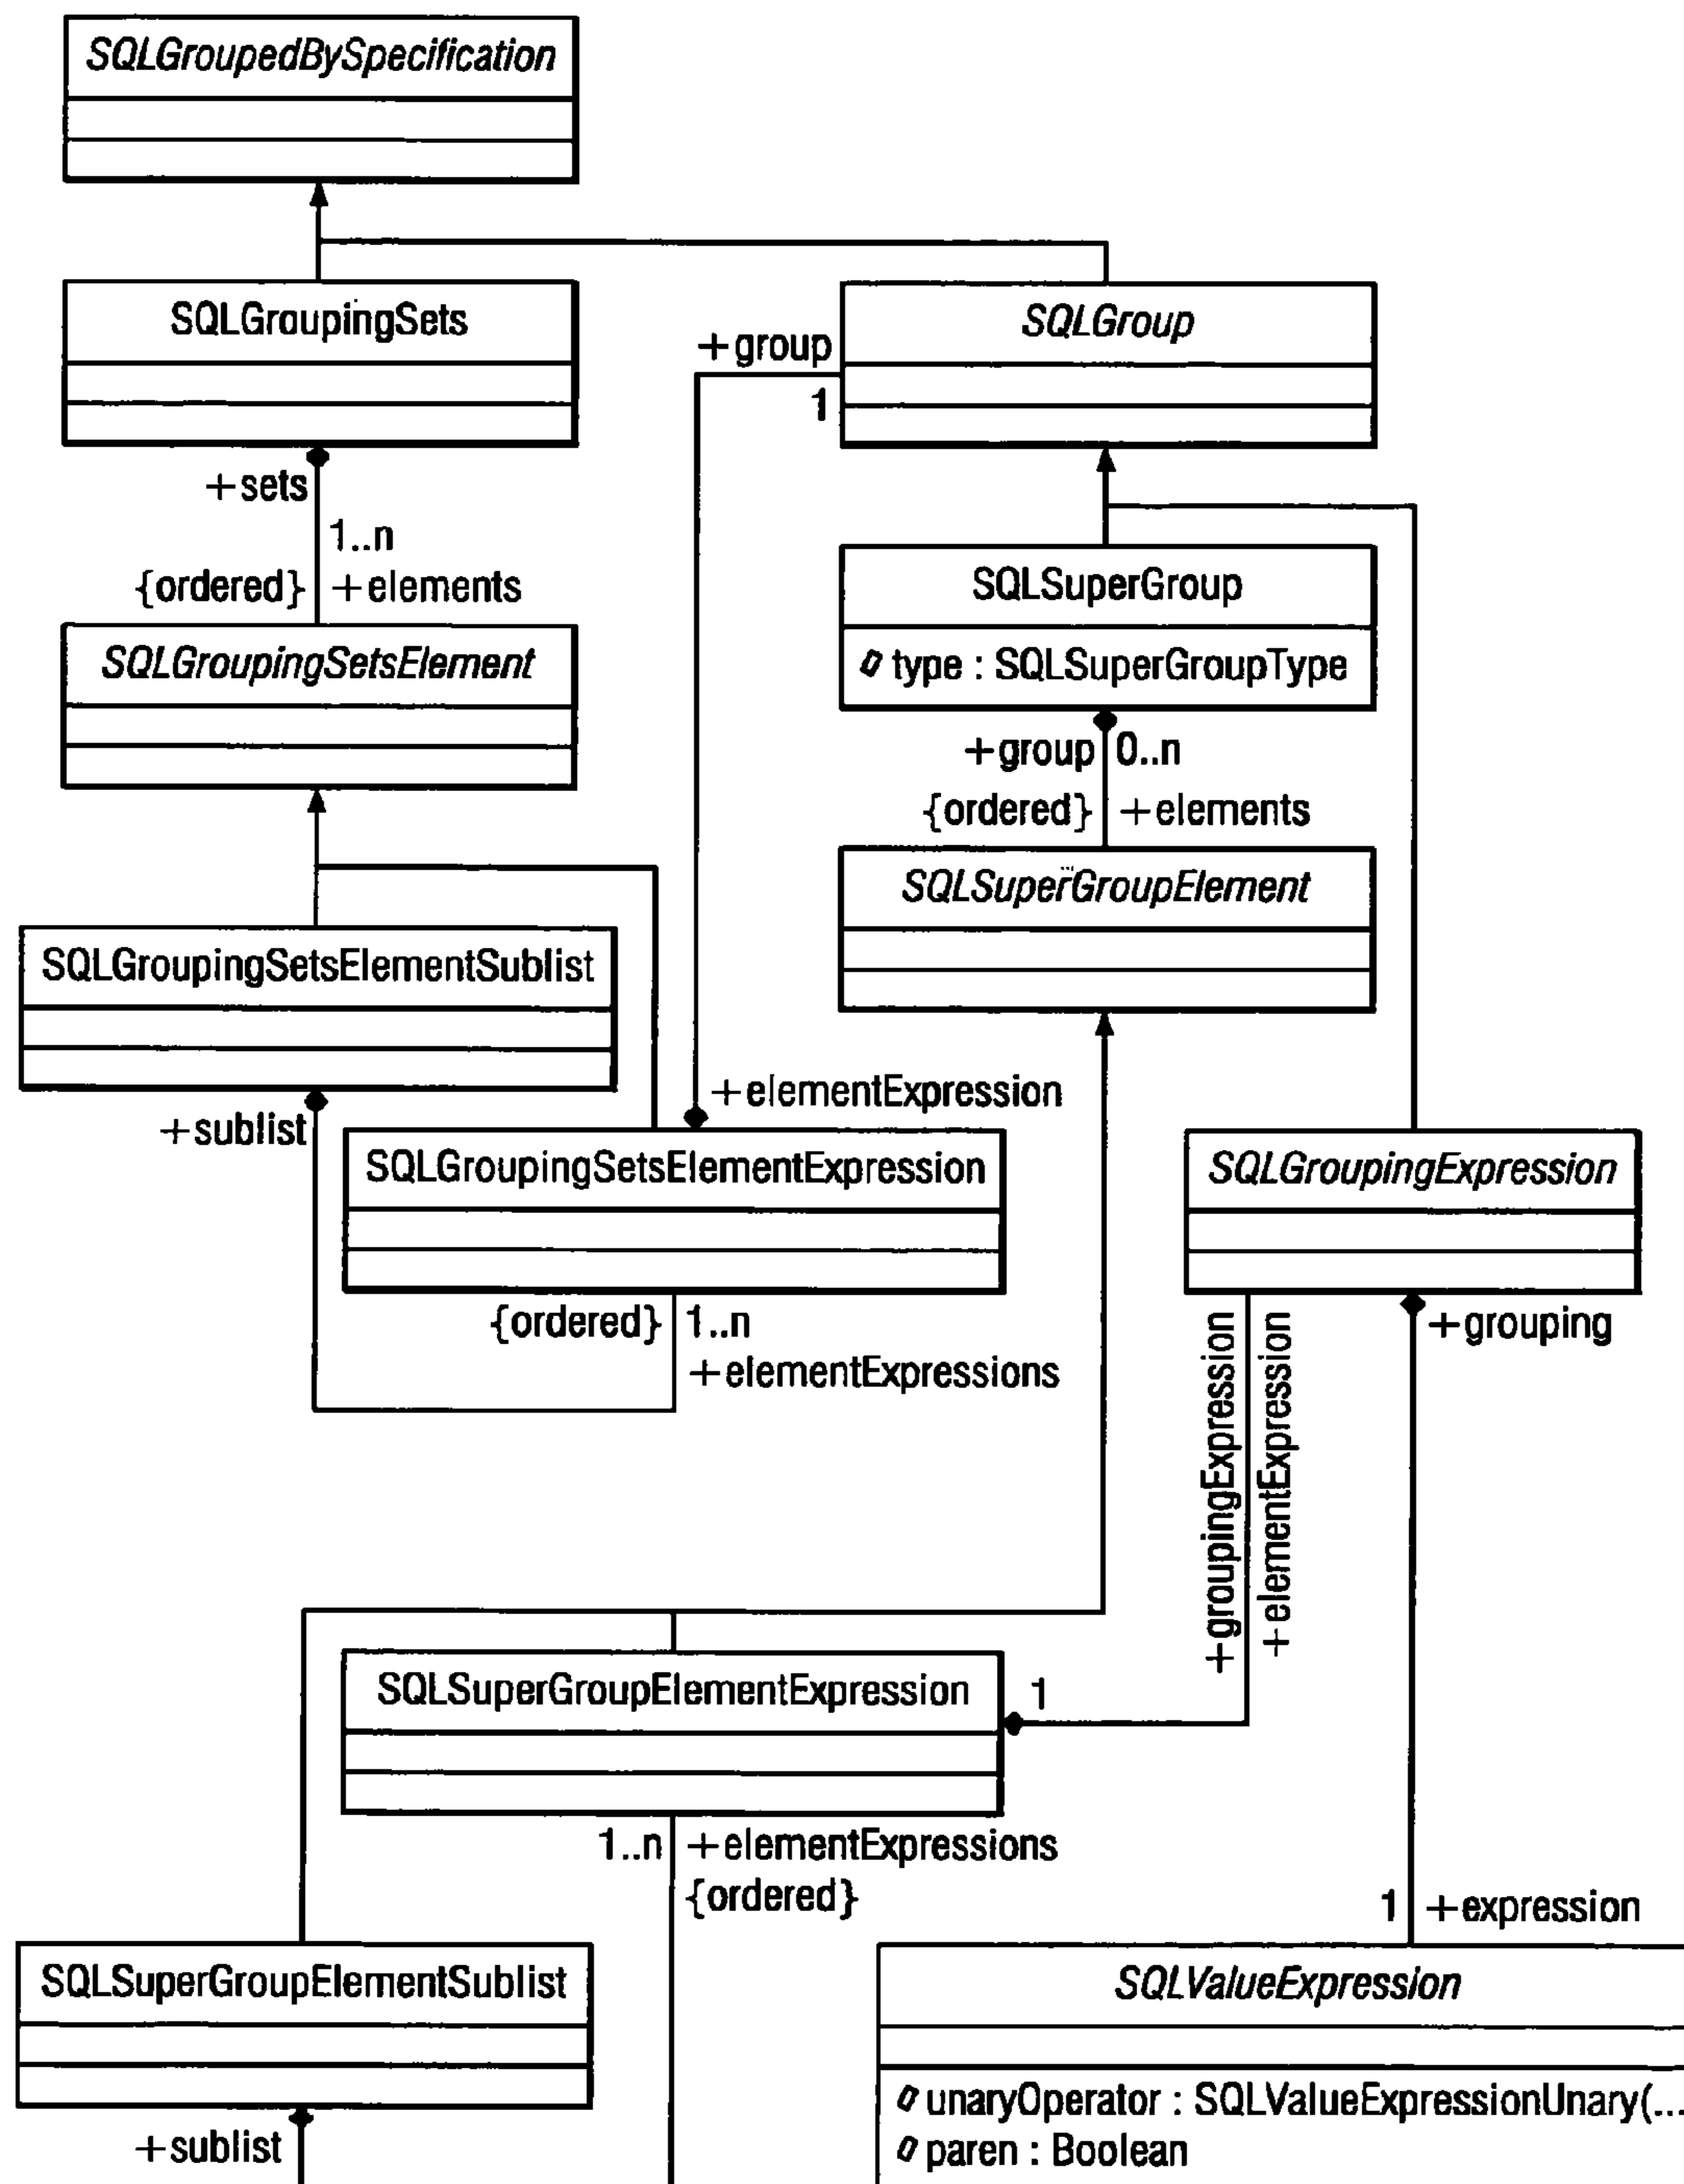 SQLGroupedBySpecification
SQLGroupingSets
SQLGroup
+group
1
+sets
1..n
{ordered} +elements
SQLSuperGroup
type : SQLSuperGroupType
SQLGroupingSetsElement
+group 0..n
{ordered} +elements
SQLSuperGroupElement
SQLGroupingSetsElementSublist
+elementExpression
+sublist
SQLGroupingSetsElementExpression
SQLGroupingExpression
{ordered} 1..n
+elementExpressions
+grouping
+groupingExpression
+elementExpression
SQLSuperGroupElementExpression
1
1..n +elementExpressions
{ordered}
1 +expression
SQLSuperGroupElementSublist
SQLValueExpression
unaryOperator : SQLValueExpressionUnary(...
paren : Boolean
+sublist